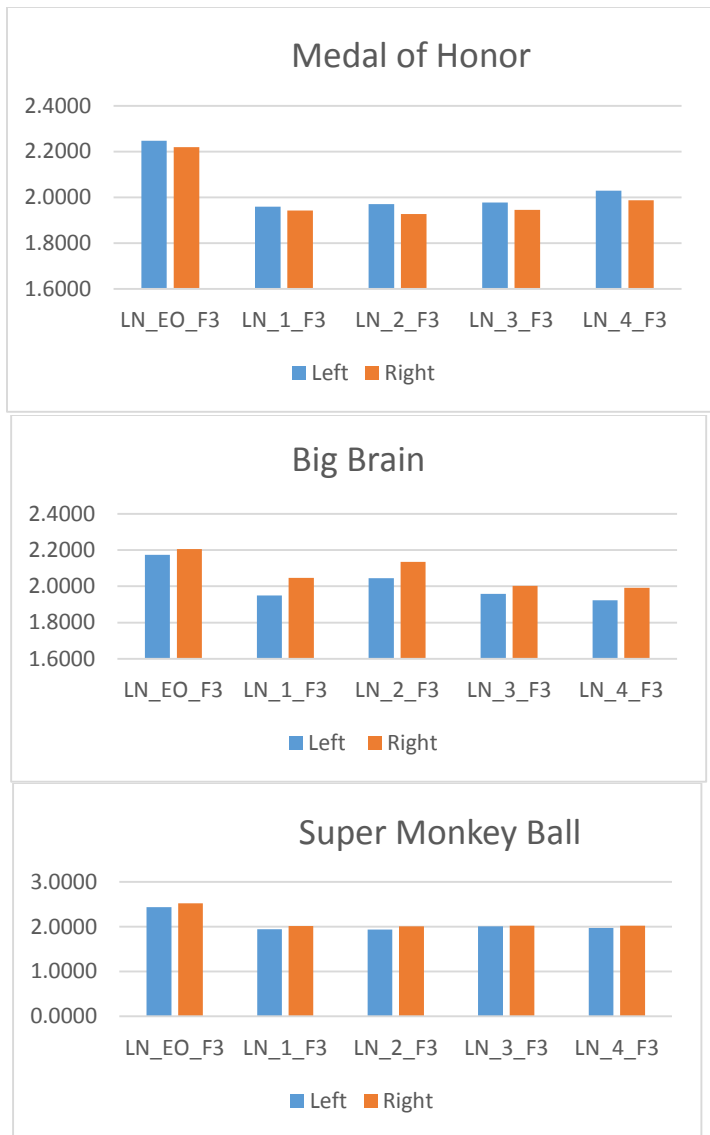 Medal of Honor
2.4000
2.2000
2.0000
1.8000
1.6000
LN_EO_F3 LN_1_F3 LN_2_F3 LN_3_F3 LN_4_F3
Left Right
Big Brain
2.4000
2.2000
2.0000
1.8000
1.6000
LN_EO_F3 LN_1_F3 LN_2_F3 LN_3_F3 LN_4_F3
Left Right
Super Monkey Ball
3.0000
2.0000
1.0000
0.0000
LN_EO_F3 LN_1_F3 LN_2_F3 LN_3_F3 LN_4_F3
Left Right